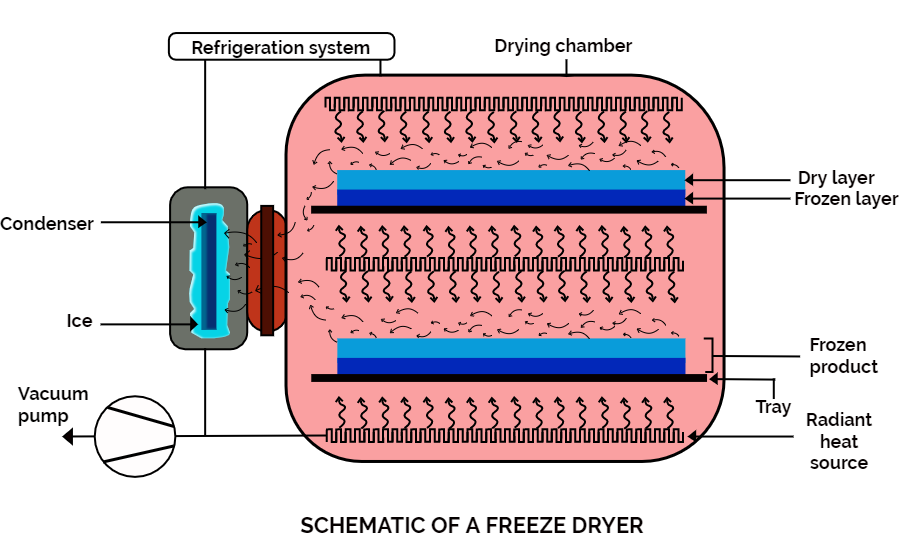 Refrigeration system
Drying chamber
Dry layer
Frozen layer
Condenser
Ice
Frozen
product
Vacuum
pump
Tray
Radiant
heat
source
SCHEMATIC OF A FREEZE DRYER